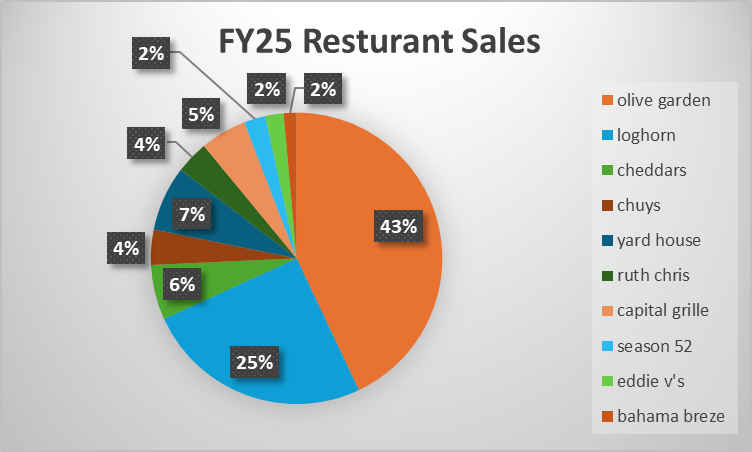 FY25 Resturant Sales
2%
2%
2%
5%
4%
7%
4%
6%
43%
25%
olive garden
loghorn
cheddars
chuys
yard house
ruth chris
capital grille
season 52
eddie v's
bahama breze